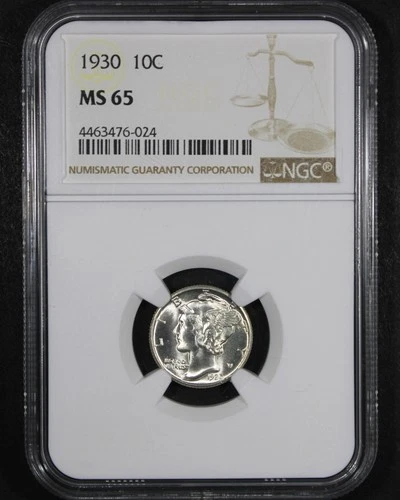 1930 10C
MS 65
4463476-024
NUMISMATIC GUARANTY CORPORATION NGC®
LIBERTY